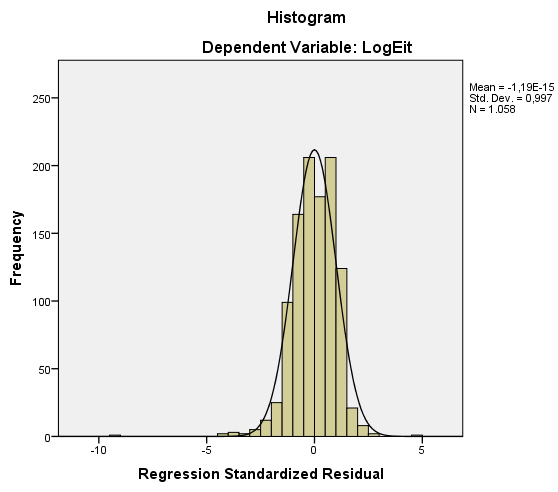 Histogram
Dependent Variable: LogEit
Mean = -1,19E-15
Std. Dev. = 0,997
N = 1.058
250
200
150
100
50
0
Frequency
-10
-5
0
5
Regression Standardized Residual